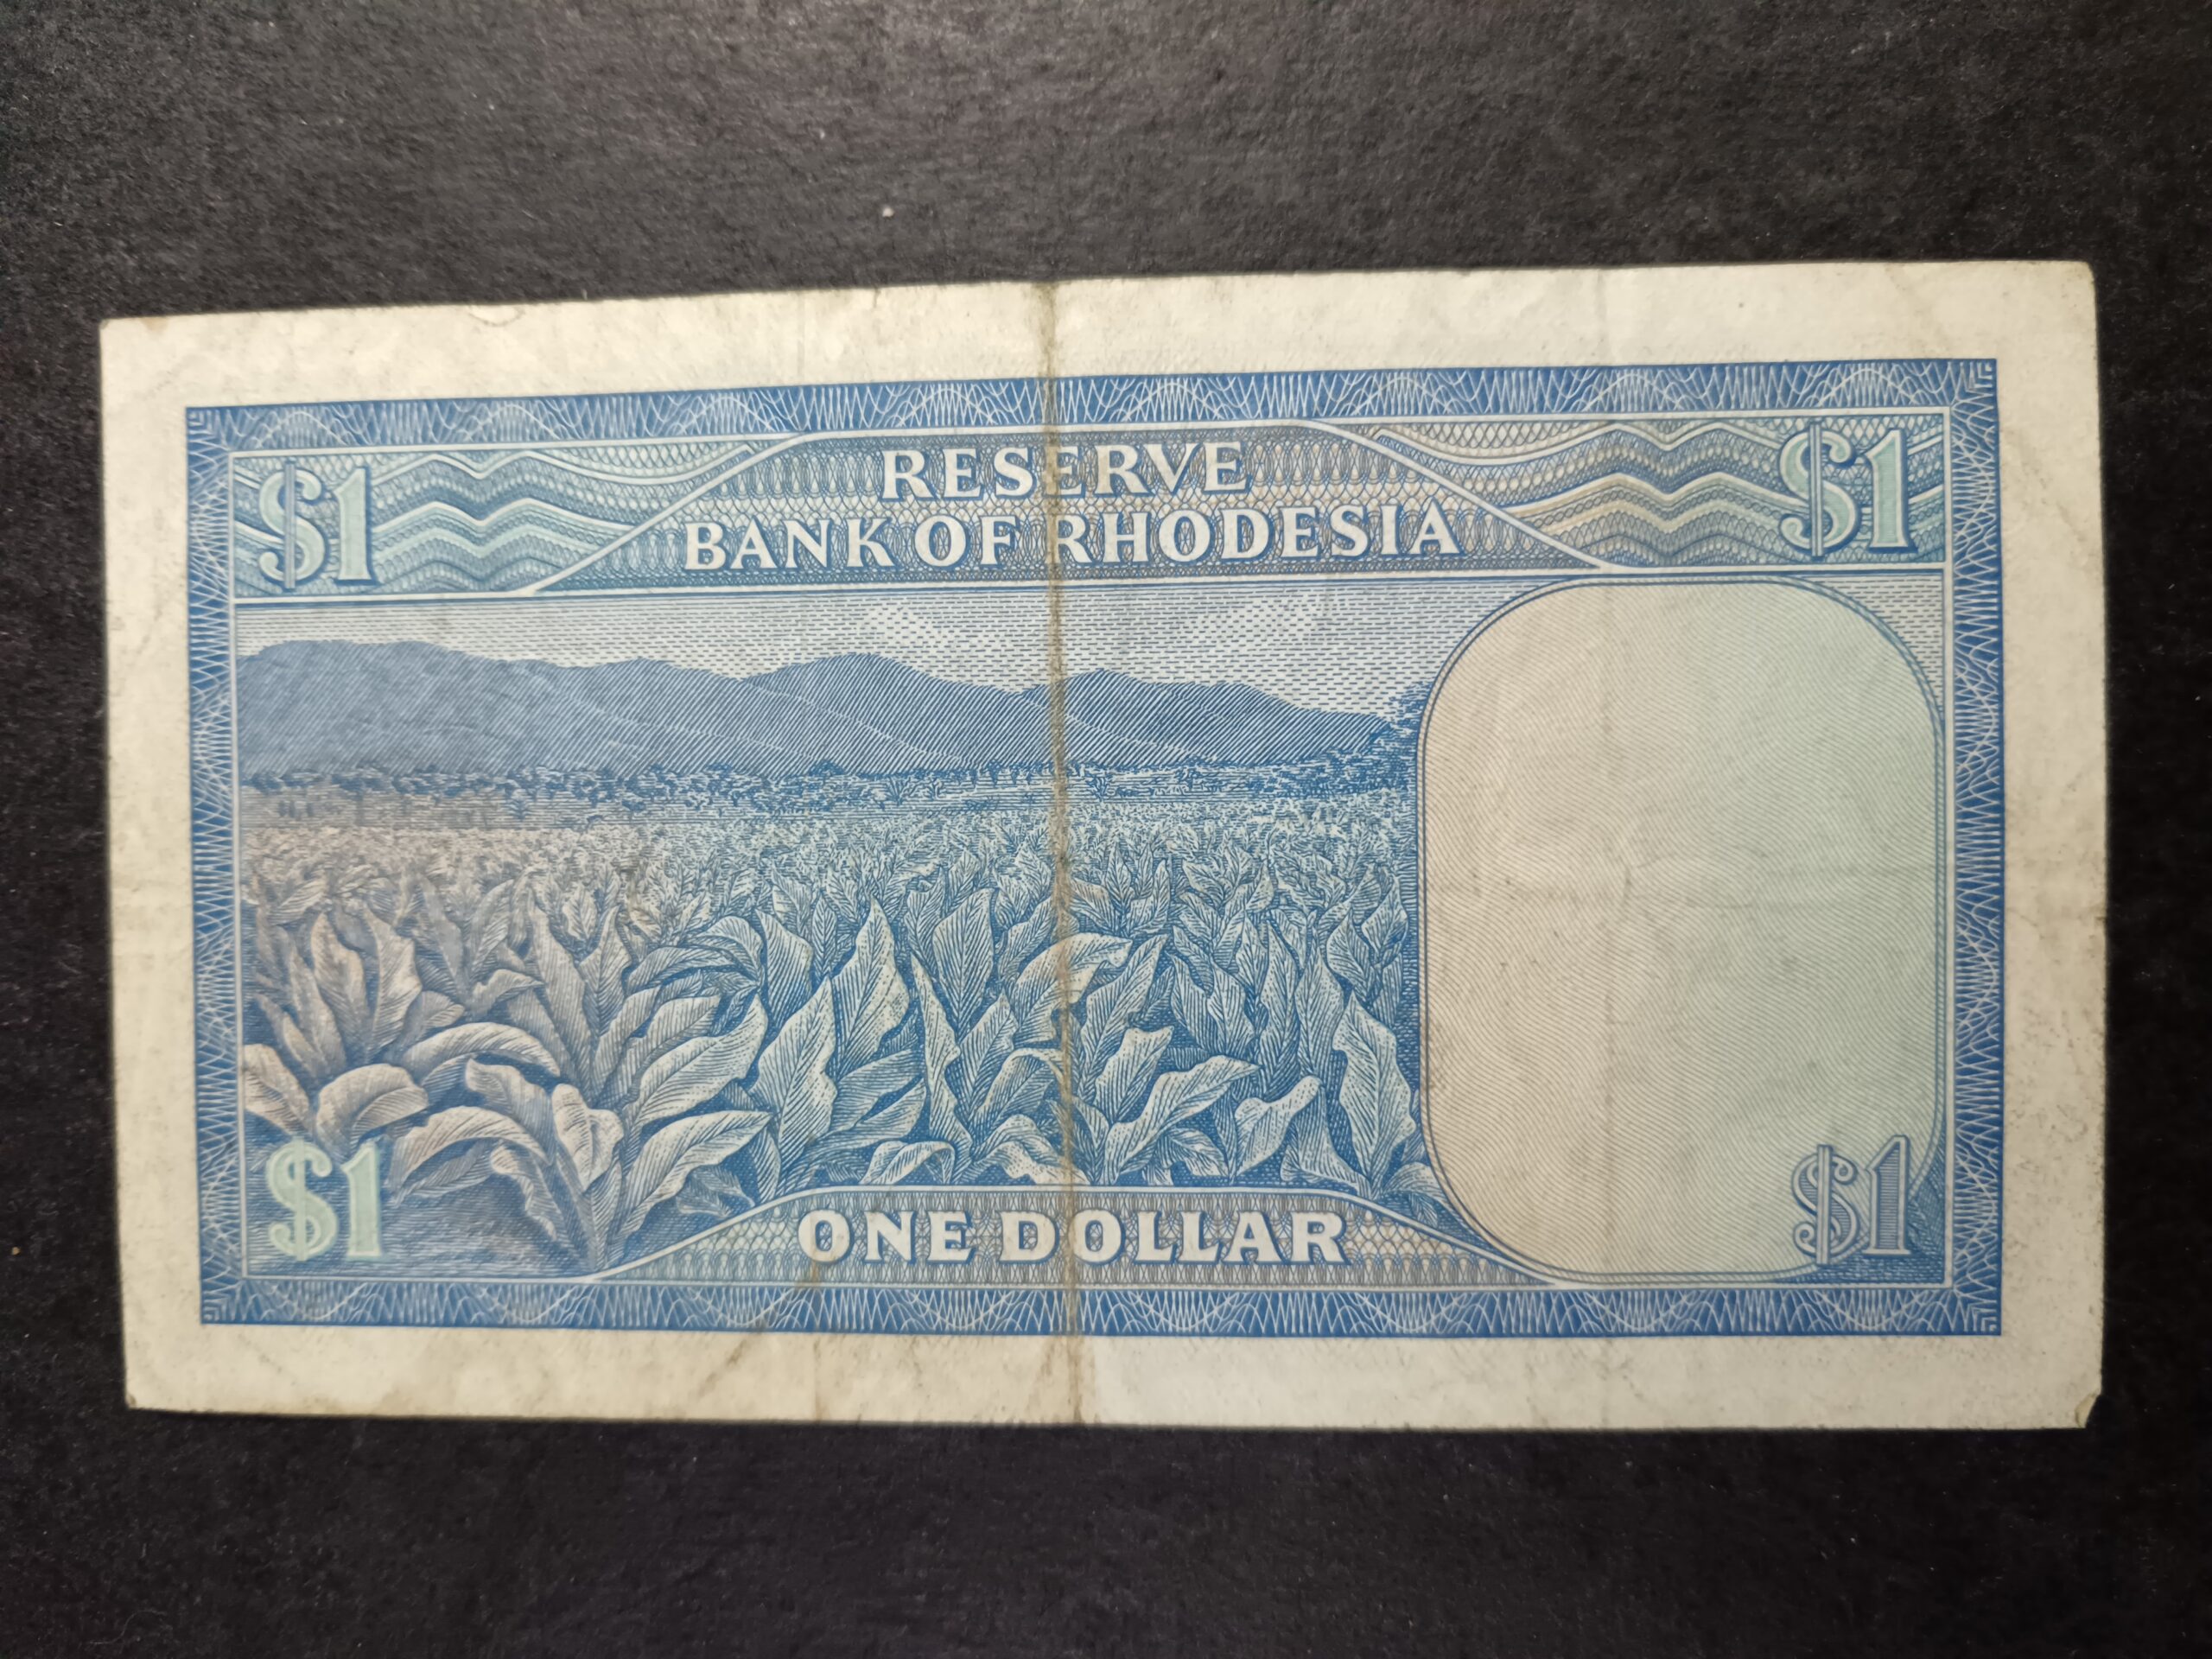 $1
RESERVE
$1
BANK OF RHODESIA
$1
ONE DOLLAR
$1